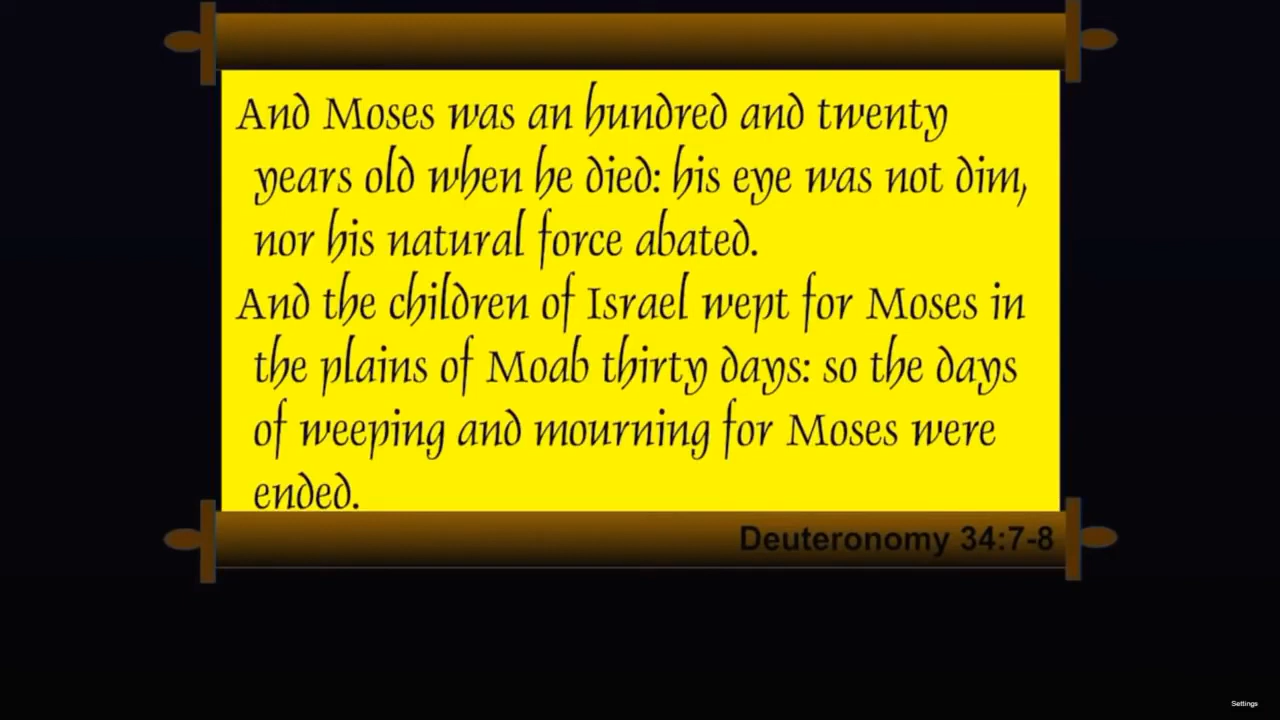 And Moses was an hundred and twenty
years old when he died: his eye was not dim,
nor his natural force abated.
And the children of Israel wept for Moses in
the plains of Moab thirty days: so the days
of weeping and mourning for Moses were
ended.
Deuteronomy 34:7-8
Settings